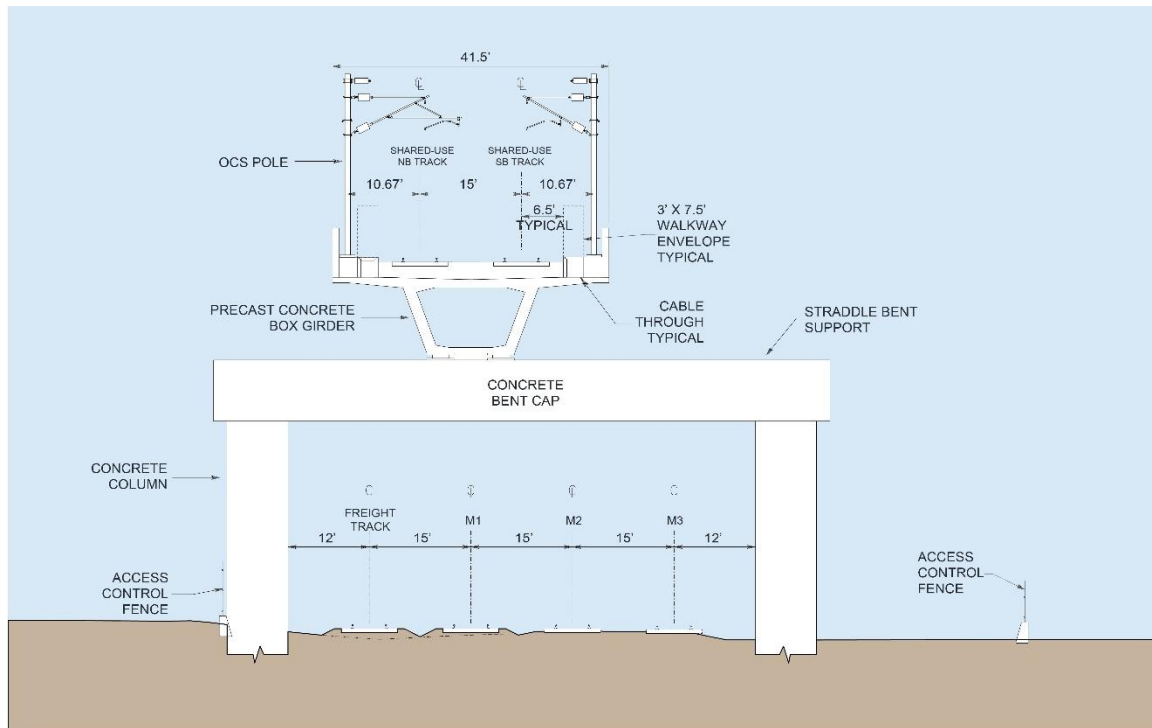 41.5'
OCS POLE
SHARED-USE
NB TRACK
SHARED-USE
SB TRACK
10.67'
15'
10.67'
6.5'
TYPICAL
3' X 7.5'
WALKWAY
ENVELOPE
TYPICAL
PRECAST CONCRETE
BOX GIRDER
CABLE
THROUGH
TYPICAL
STRADDLE BENT
SUPPORT
CONCRETE
BENT CAP
CONCRETE
COLUMN
FREIGHT
TRACK
M1
M2
M3
12'
15'
15'
15'
12'
ACCESS
CONTROL
FENCE
ACCESS
CONTROL
FENCE